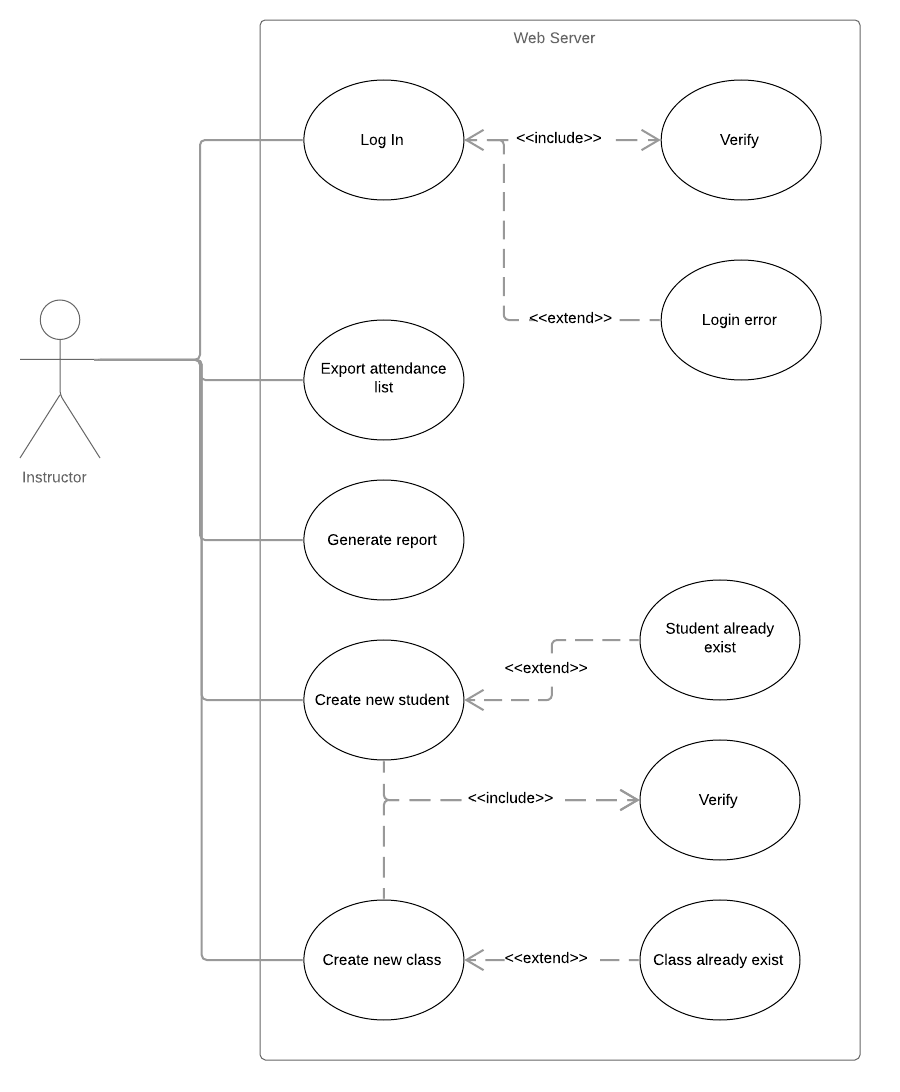 Web Server
Log In
<<include>>
Verify
<<extend>>
Login error
Export attendance
list
Instructor
Generate report
Student already
exist
<<extend>>
Create new student
<<include>>
Verify
Create new class
<<extend>>
Class already exist